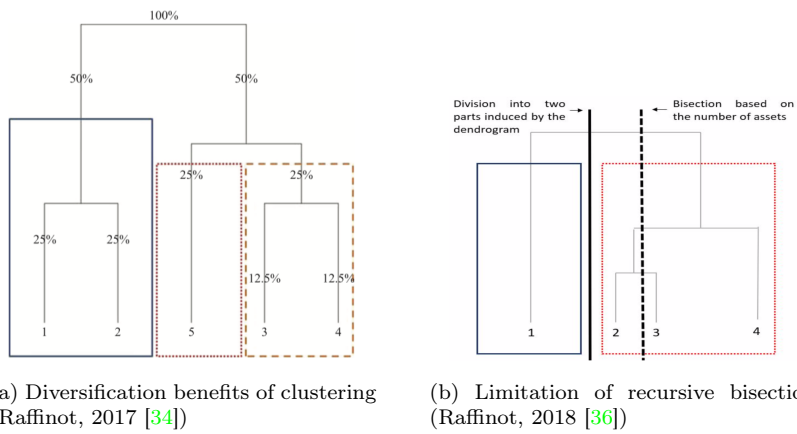 100%
50% 50%
25% 25%
25% 25%
12.5% 12.5%
1 2 5 3 4
Division into two
parts induced by the
dendrogram
Bisection based on
the number of assets
1 2 3 4
a) Diversification benefits of clustering
Raffinot, 2017 [34])
(b) Limitation of recursive bisectio
(Raffinot, 2018 [36])